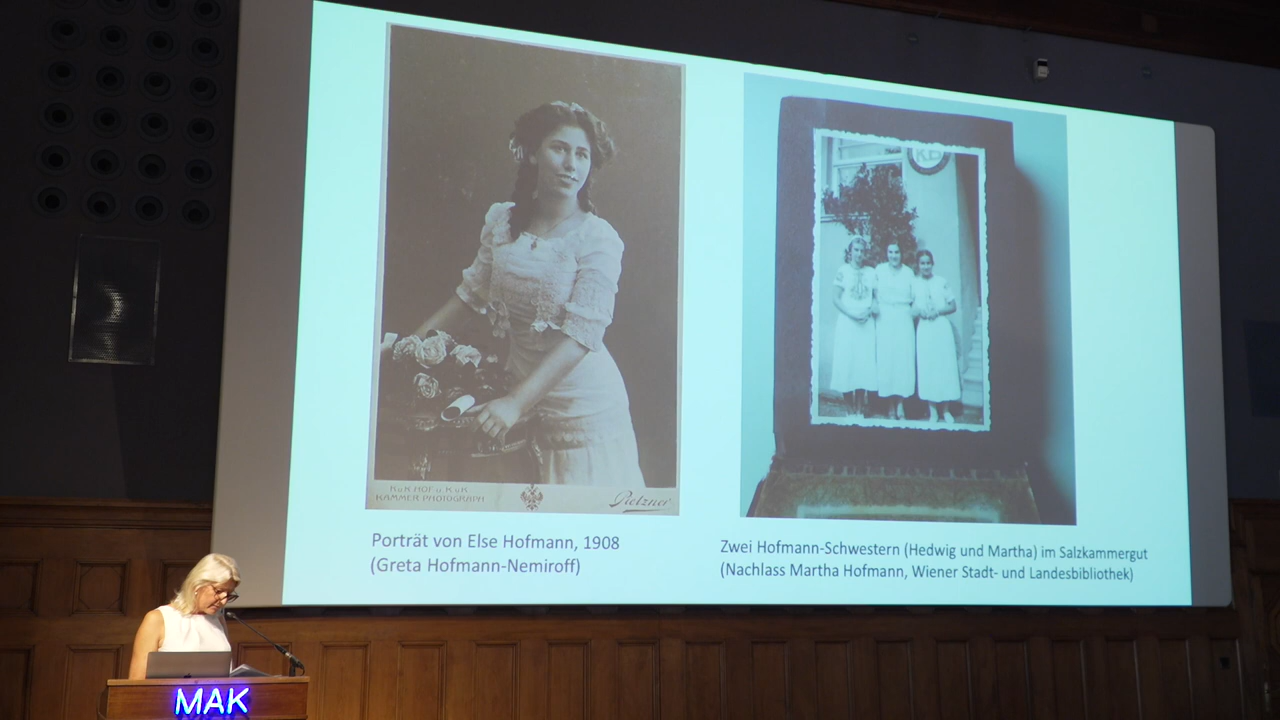 KB
K.u.K HOF u. K.u.K
KAMMER-PHOTOGRAPH
Pietzner
Porträt von Else Hofmann, 1908
(Greta Hofmann-Nemiroff)
Zwei Hofmann-Schwestern (Hedwig und Martha) im Salzkammergut
(Nachlass Martha Hofmann, Wiener Stadt- und Landesbibliothek)
MAK